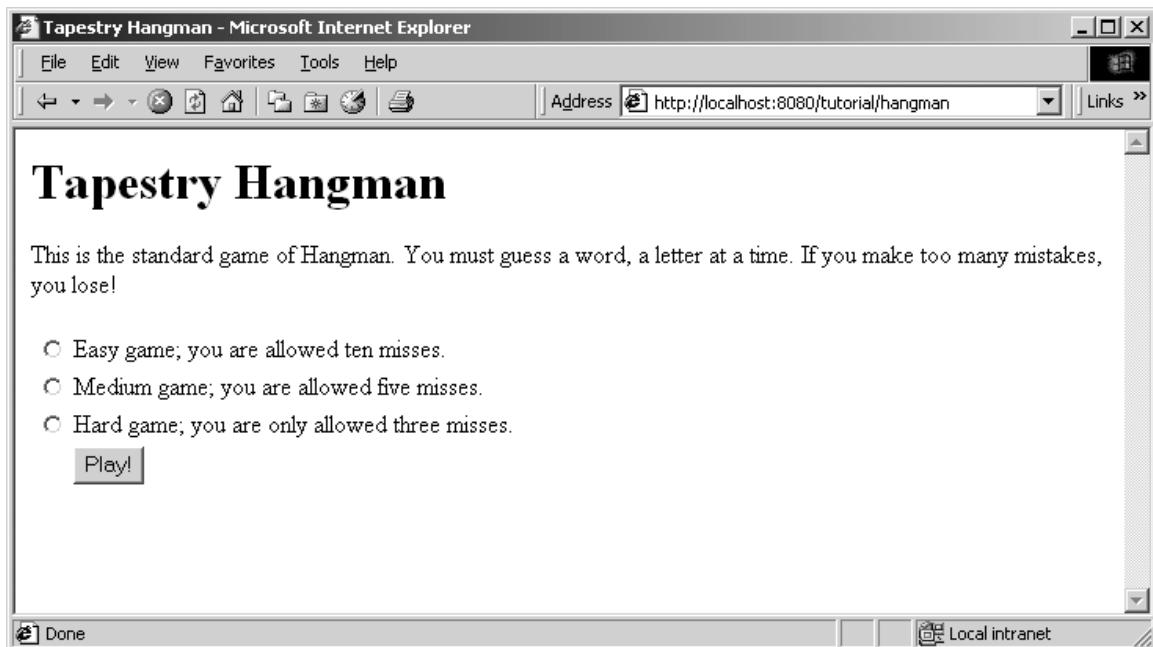 Tapestry Hangman - Microsoft Internet Explorer
File Edit View Favorites Tools Help
Address http://localhost:8080/tutorial/hangman Links »
Tapestry Hangman
This is the standard game of Hangman. You must guess a word, a letter at a time. If you make too many mistakes,
you lose!
Easy game; you are allowed ten misses.
Medium game; you are allowed five misses.
Hard game; you are only allowed three misses.
Play!
Done Local intranet